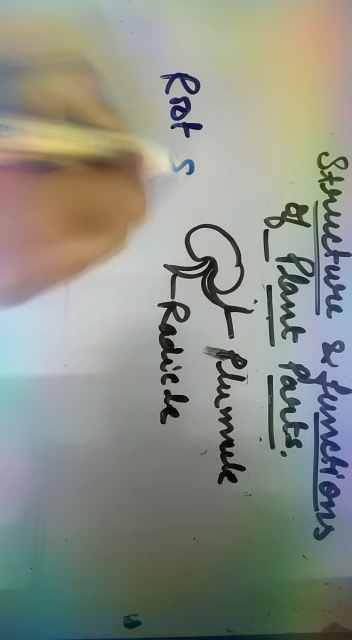 Structure & functions
of Plant Parts.
Plumule
Radicle
Root s